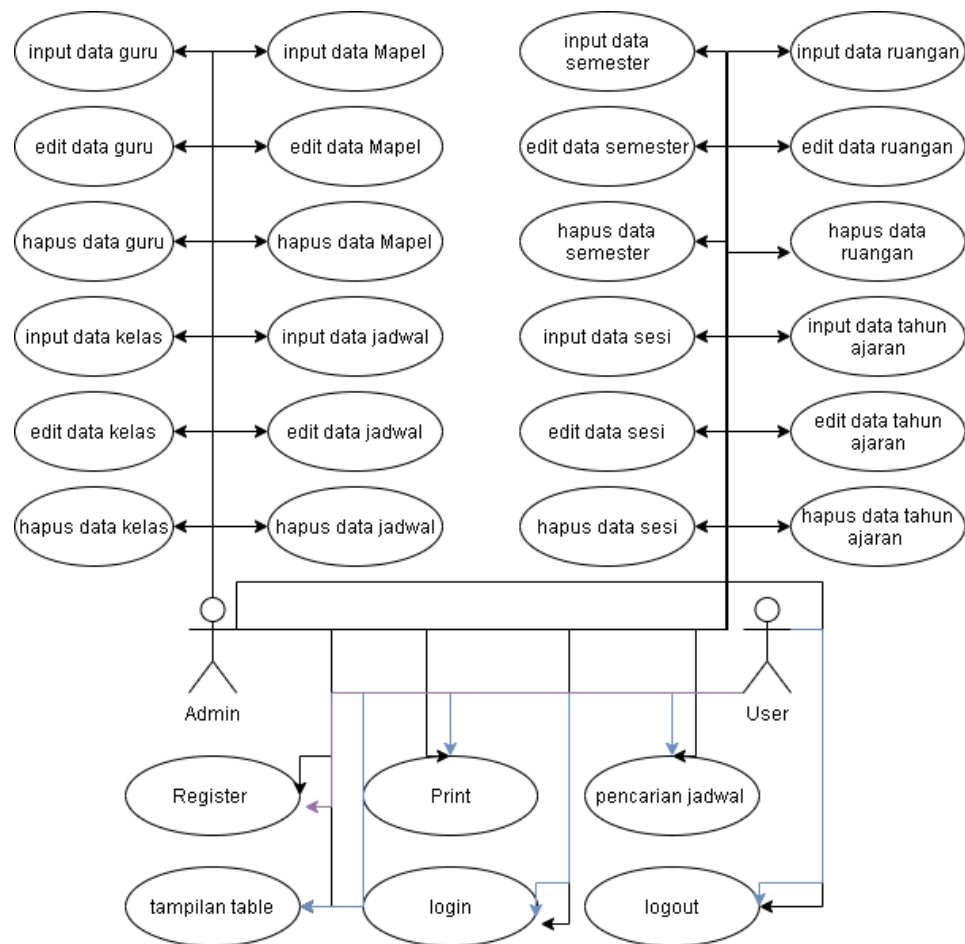 input data guru
input data Mapel
input data
semester
input data ruangan
edit data guru
edit data Mapel
edit data semester
edit data ruangan
hapus data guru
hapus data Mapel
hapus data
semester
hapus data
ruangan
input data kelas
input data jadwal
input data sesi
input data tahun
ajaran
edit data kelas
edit data jadwal
edit data sesi
edit data tahun
ajaran
hapus data kelas
hapus data jadwal
hapus data sesi
hapus data tahun
ajaran
Admin
User
Register
Print
pencarian jadwal
tampilan table
login
logout